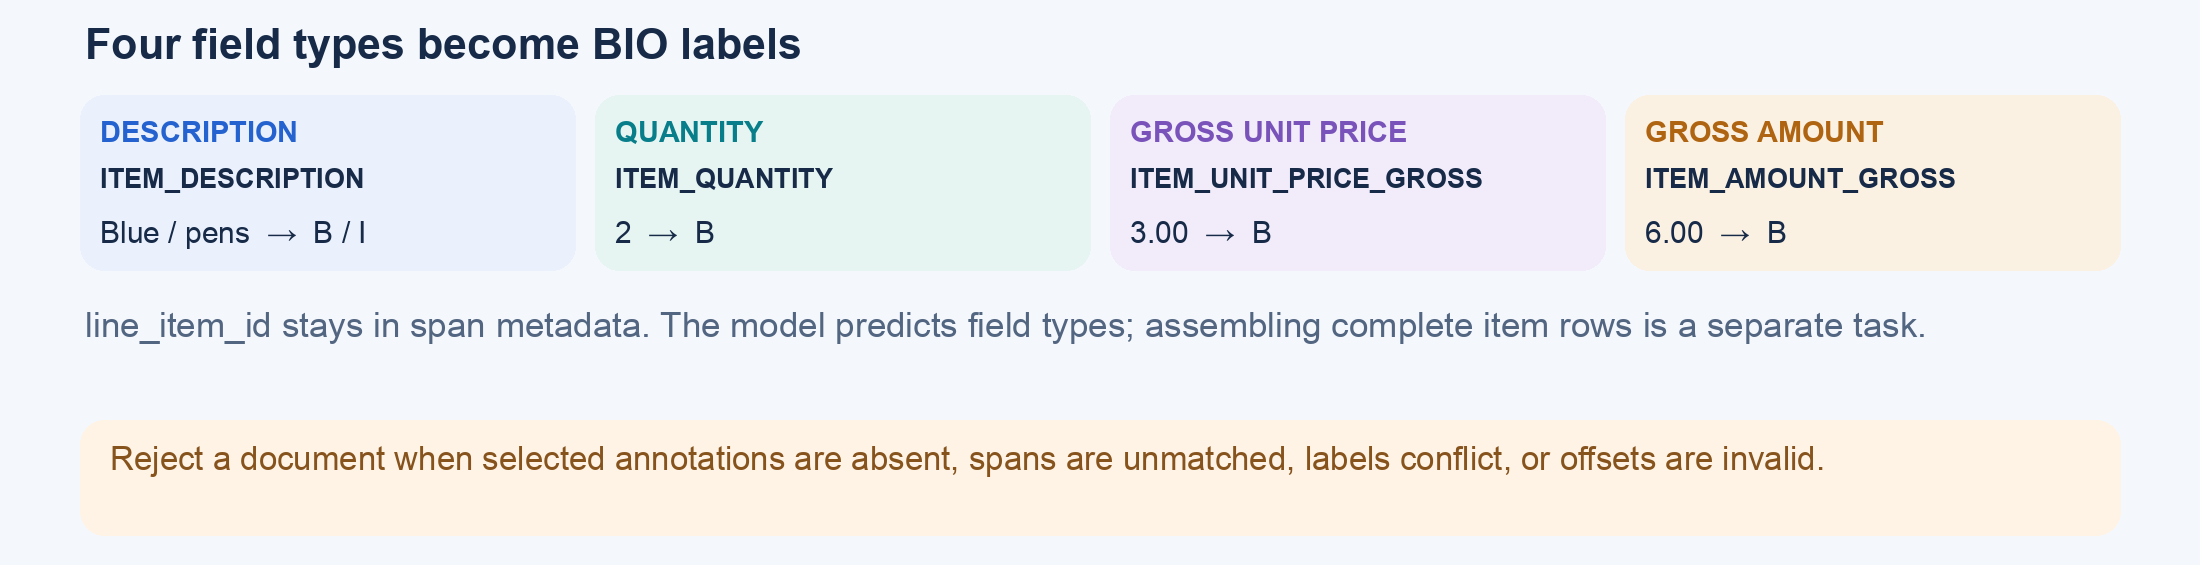 Four field types become BIO labels
DESCRIPTION
ITEM_DESCRIPTION
Blue / pens → B / I
QUANTITY
ITEM_QUANTITY
2 → B
GROSS UNIT PRICE
ITEM_UNIT_PRICE_GROSS
3.00 → B
GROSS AMOUNT
ITEM_AMOUNT_GROSS
6.00 → B
line_item_id stays in span metadata. The model predicts field types; assembling complete item rows is a separate task.
Reject a document when selected annotations are absent, spans are unmatched, labels conflict, or offsets are invalid.